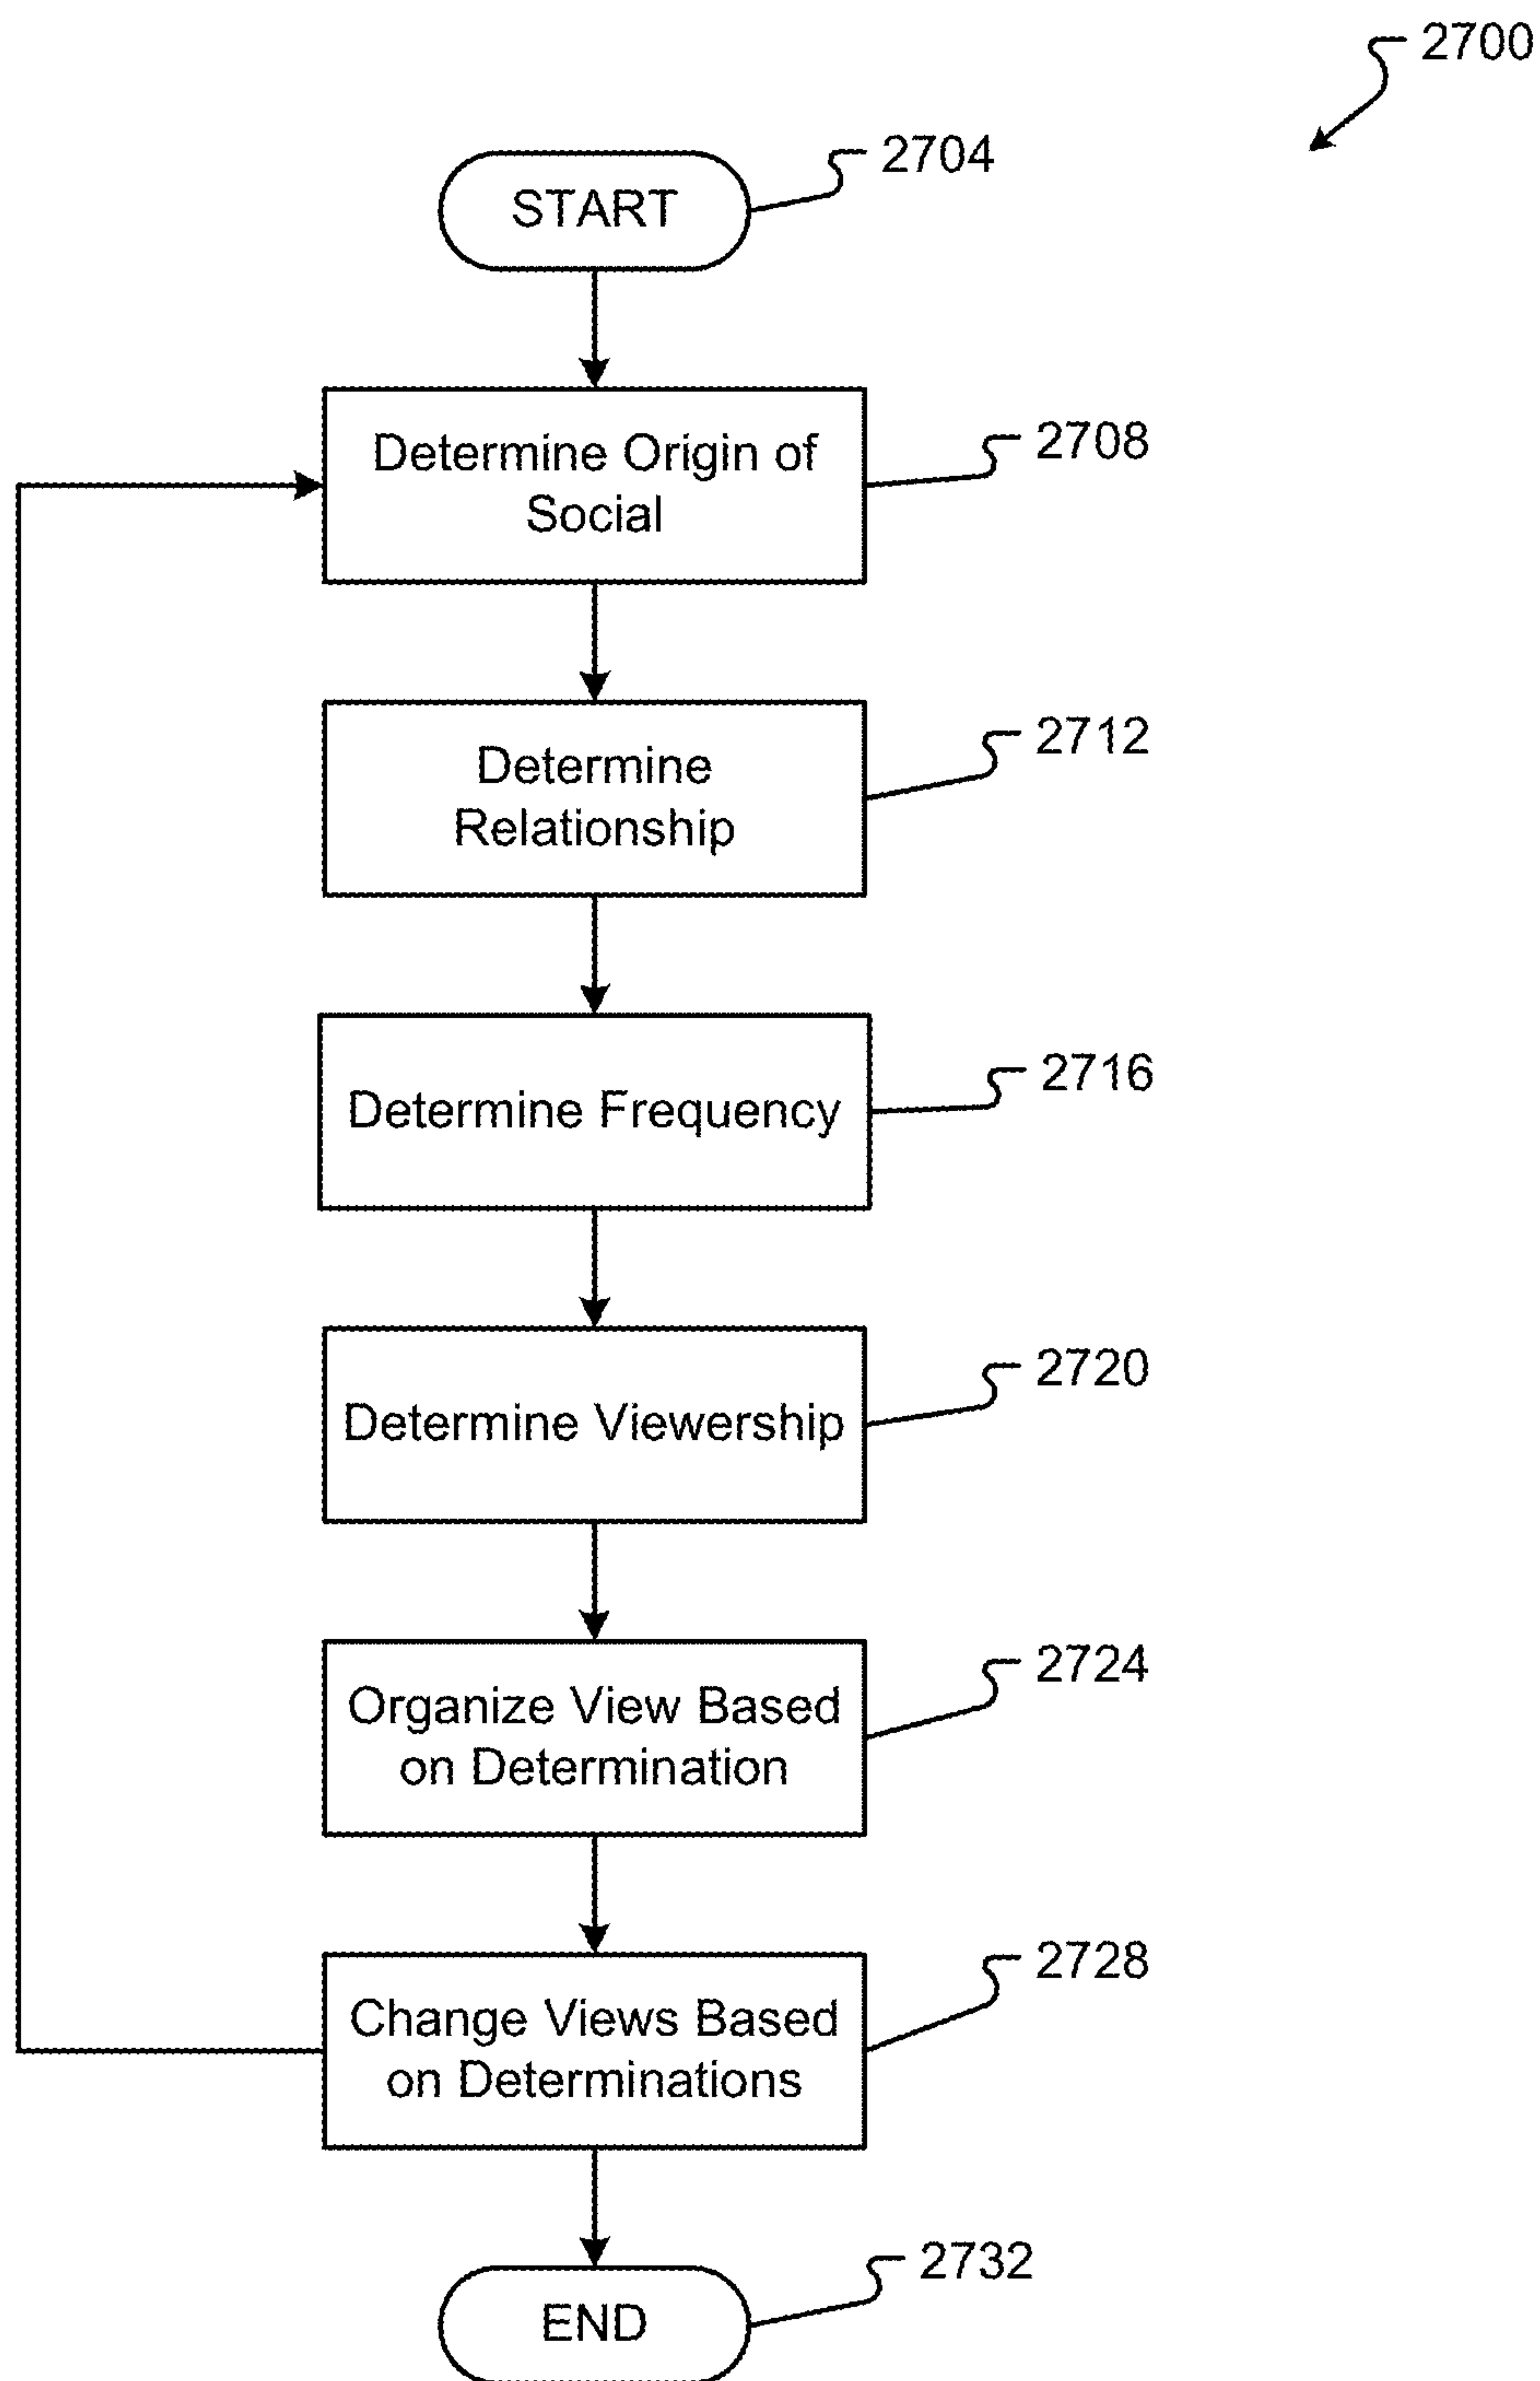 2700
2704
START
Determine Origin of
Social
2708
Determine
Relationship
2712
Determine Frequency
2716
Determine Viewership
2720
Organize View Based
on Determination
2724
Change Views Based
on Determinations
2728
END
2732